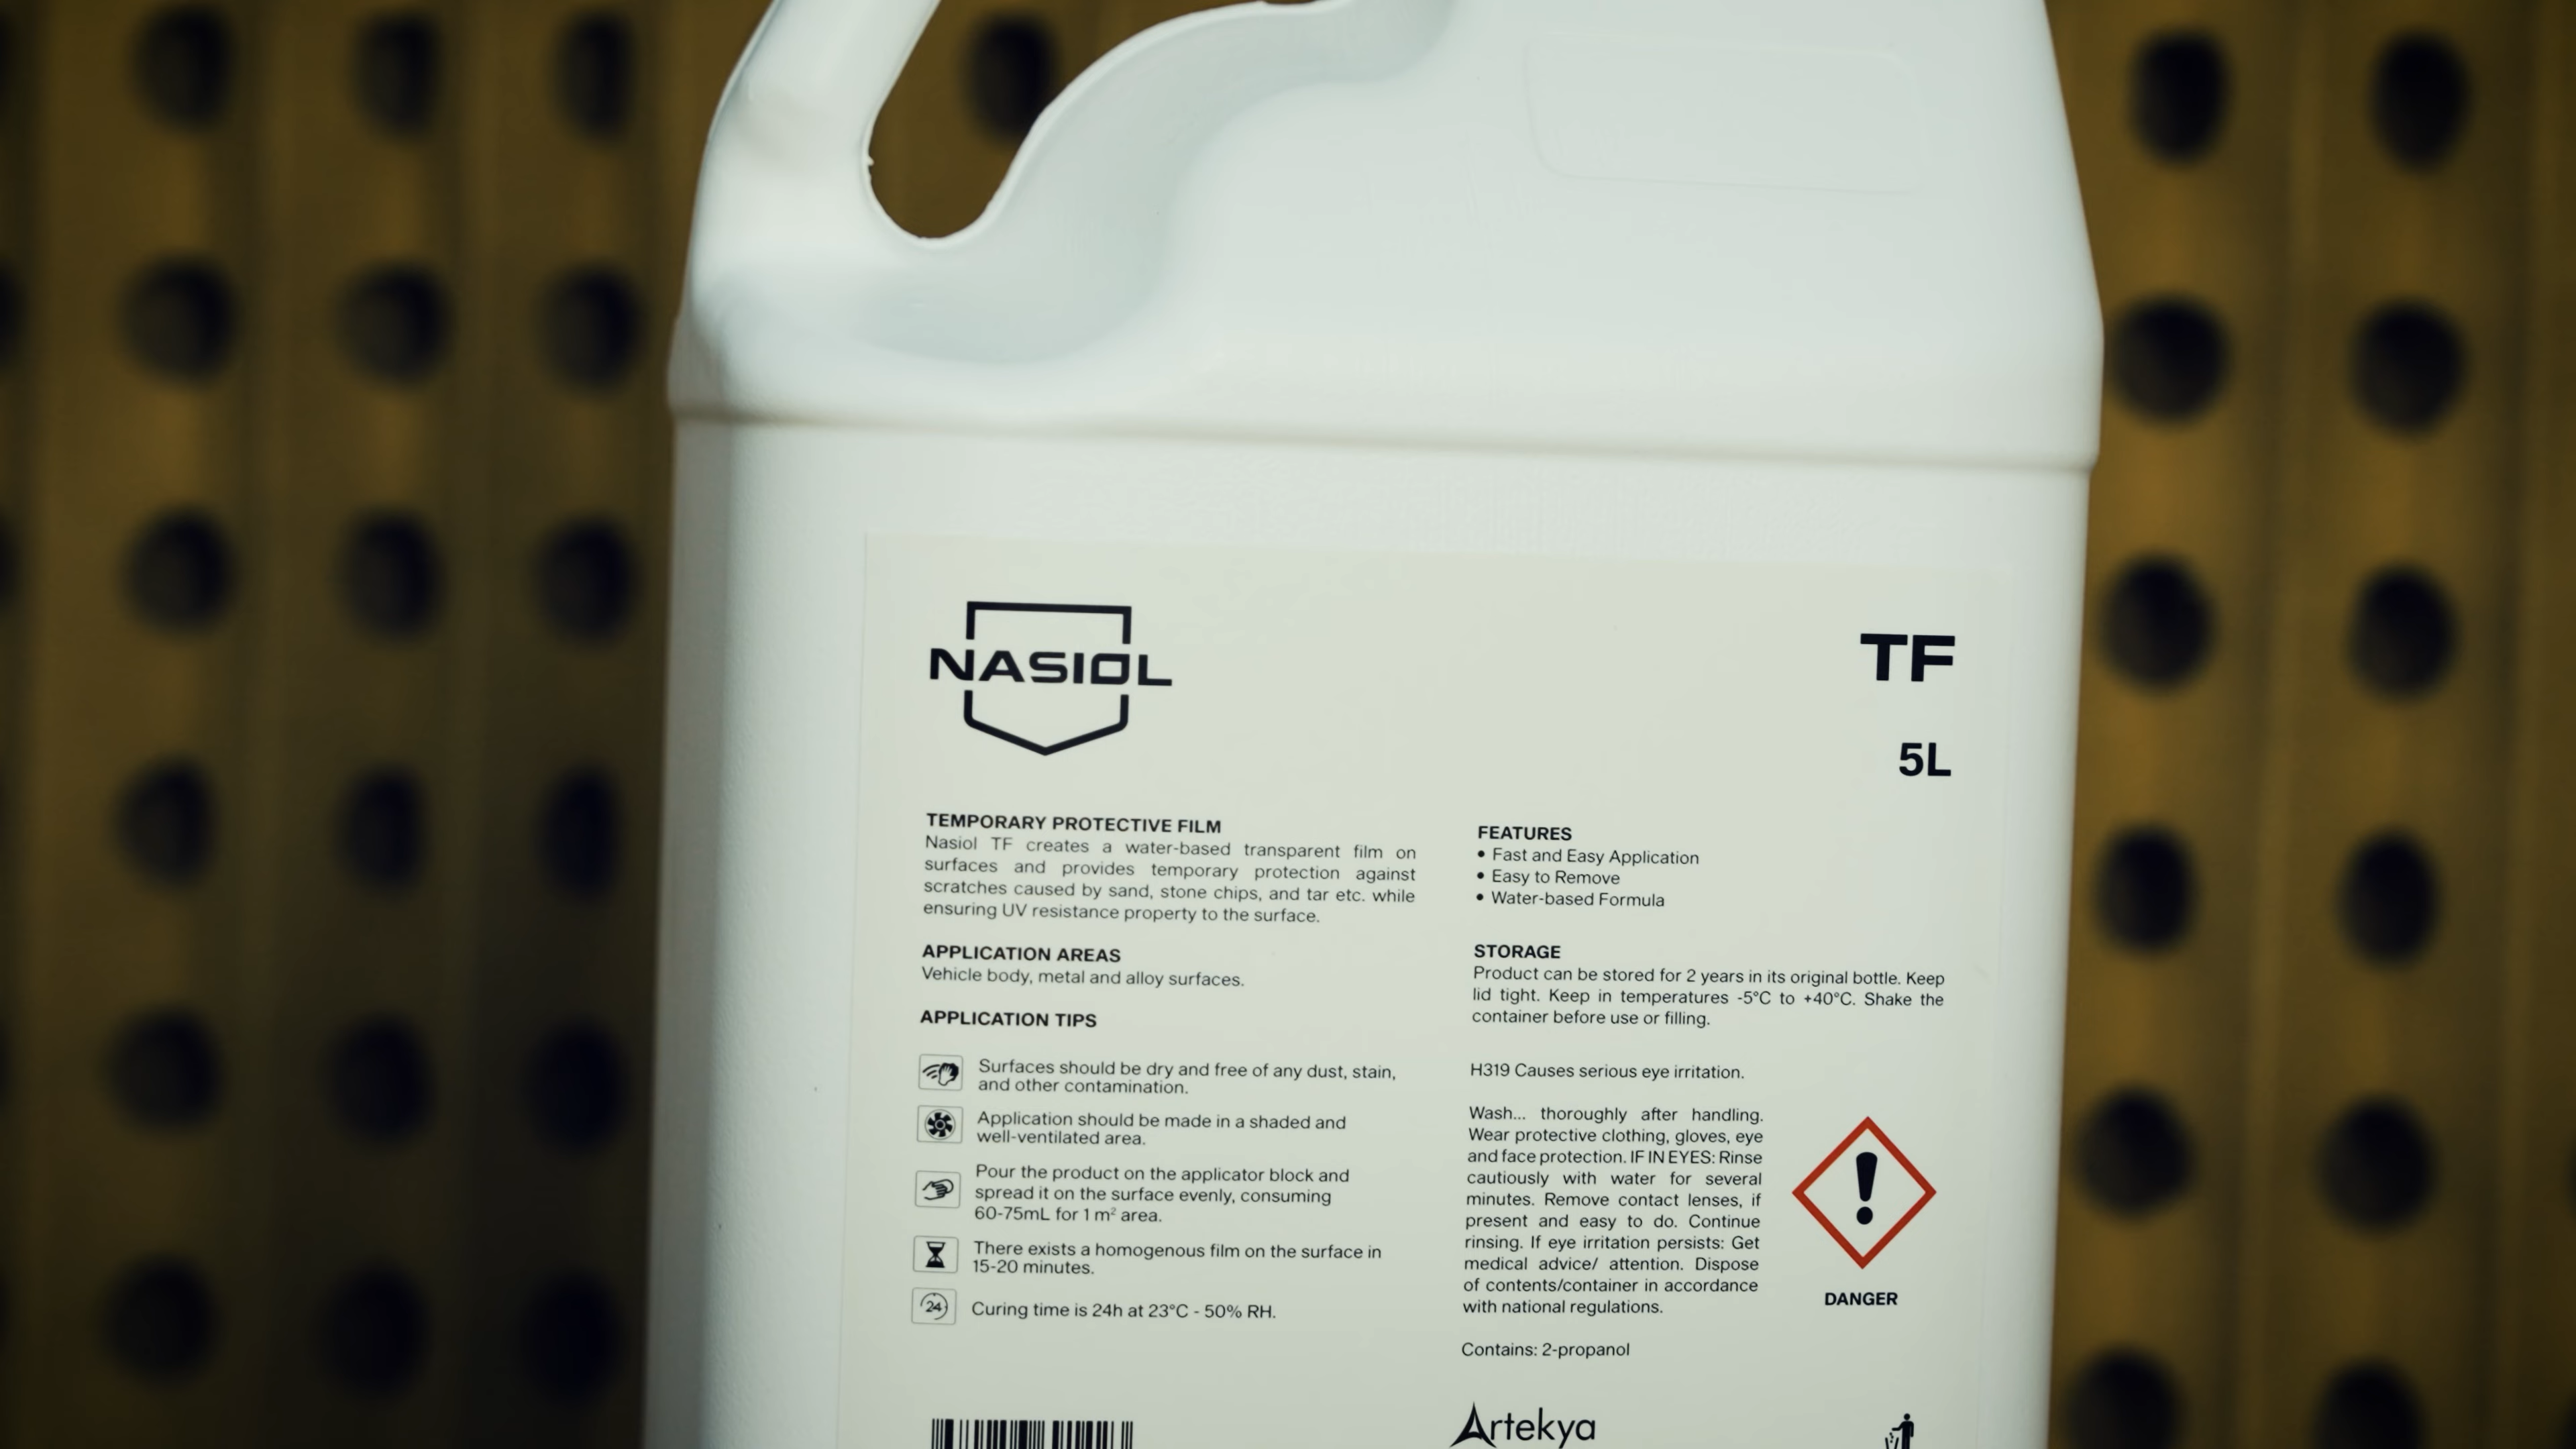 NASIOL
TF
5L
TEMPORARY PROTECTIVE FILM
Nasiol TF creates a water-based transparent film on
surfaces and provides temporary protection against
scratches caused by sand, stone chips, and tar etc. while
ensuring UV resistance property to the surface.
APPLICATION AREAS
Vehicle body, metal and alloy surfaces.
APPLICATION TIPS
Surfaces should be dry and free of any dust, stain,
and other contamination.
Application should be made in a shaded and
well-ventilated area.
Pour the product on the applicator block and
spread it on the surface evenly, consuming
60-75mL for 1 m² area.
There exists a homogenous film on the surface in
15-20 minutes.
24
Curing time is 24h at 23°C - 50% RH.
FEATURES
• Fast and Easy Application
• Easy to Remove
• Water-based Formula
STORAGE
Product can be stored for 2 years in its original bottle. Keep
lid tight. Keep in temperatures -5°C to +40°C. Shake the
container before use or filling.
H319 Causes serious eye irritation.
Wash... thoroughly after handling.
Wear protective clothing, gloves, eye
and face protection. IF IN EYES: Rinse
cautiously with water for several
minutes. Remove contact lenses, if
present and easy to do. Continue
rinsing. If eye irritation persists: Get
medical advice/ attention. Dispose
of contents/container in accordance
with national regulations.
DANGER
Contains: 2-propanol
Artekya